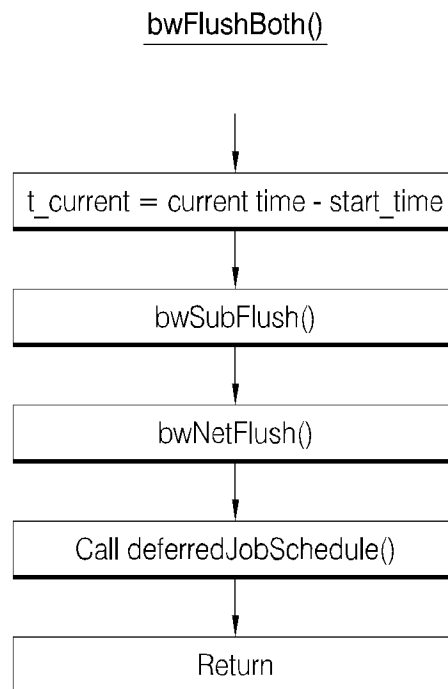 bwFlushBoth()
t_current = current time - start_time
bwSubFlush()
bwNetFlush()
Call deferredJobSchedule()
Return